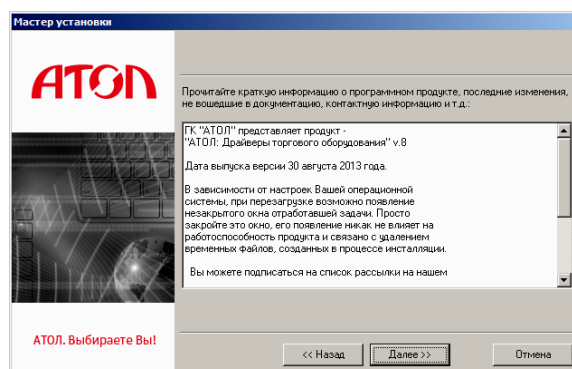 Мастер установки
АТОЛ
Прочитайте краткую информацию о программном продукте, последние изменения,
не вошедшие в документацию, контактную информацию и т.д.:
ГК "АТОЛ" представляет продукт -
"АТОЛ: Драйверы торгового оборудования" v.8
Дата выпуска версии 30 августа 2013 года.
В зависимости от настроек Вашей операционной
системы, при перезагрузке возможно появление
незакрытого окна отработавшей задачи. Просто
закройте это окно, его появление никак не влияет на
работоспособность продукта и связано с удалением
временных файлов, созданных в процессе инсталляции.
Вы можете подписаться на список рассылки на нашем
АТОЛ. Выбираете Вы!
<< Назад Далее >> Отмена